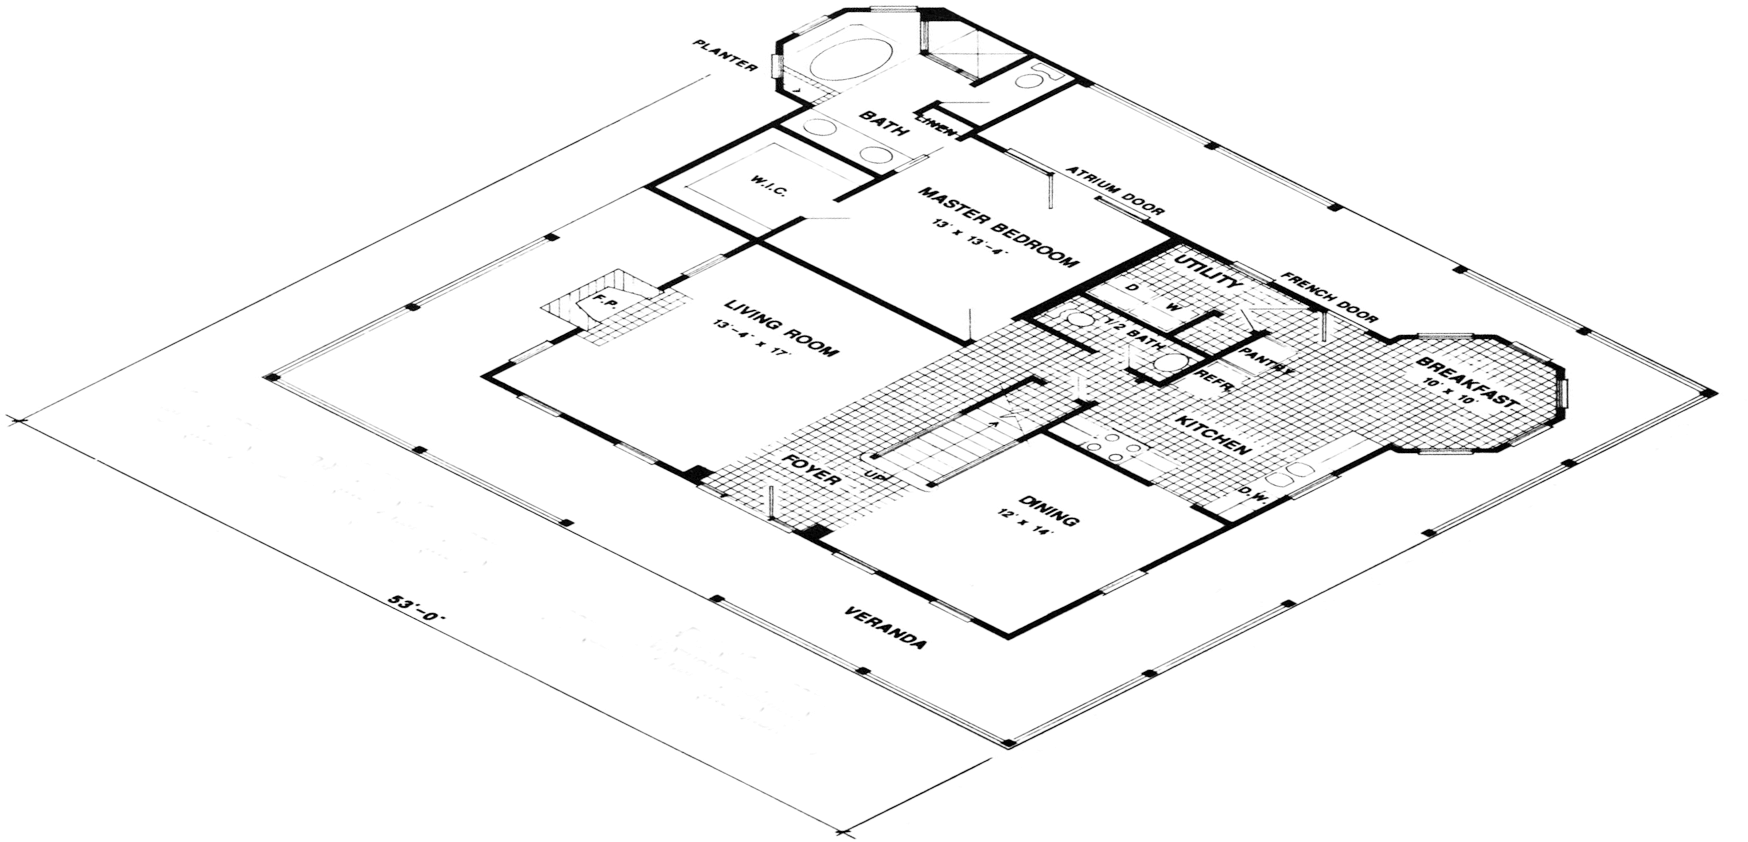 PLANTER
BATH
LINEN
W.I.C.
MASTER BEDROOM
13' x 13'-4"
ATRIUM DOOR
UTILITY
D
W
FRENCH DOOR
F.P.
LIVING ROOM
13'-4" x 17'
1/2 BATH
PANTRY
REFR.
BREAKFAST
10' x 10'
KITCHEN
FOYER
UP
D.W.
DINING
12' x 14'
VERANDA
53'-0"